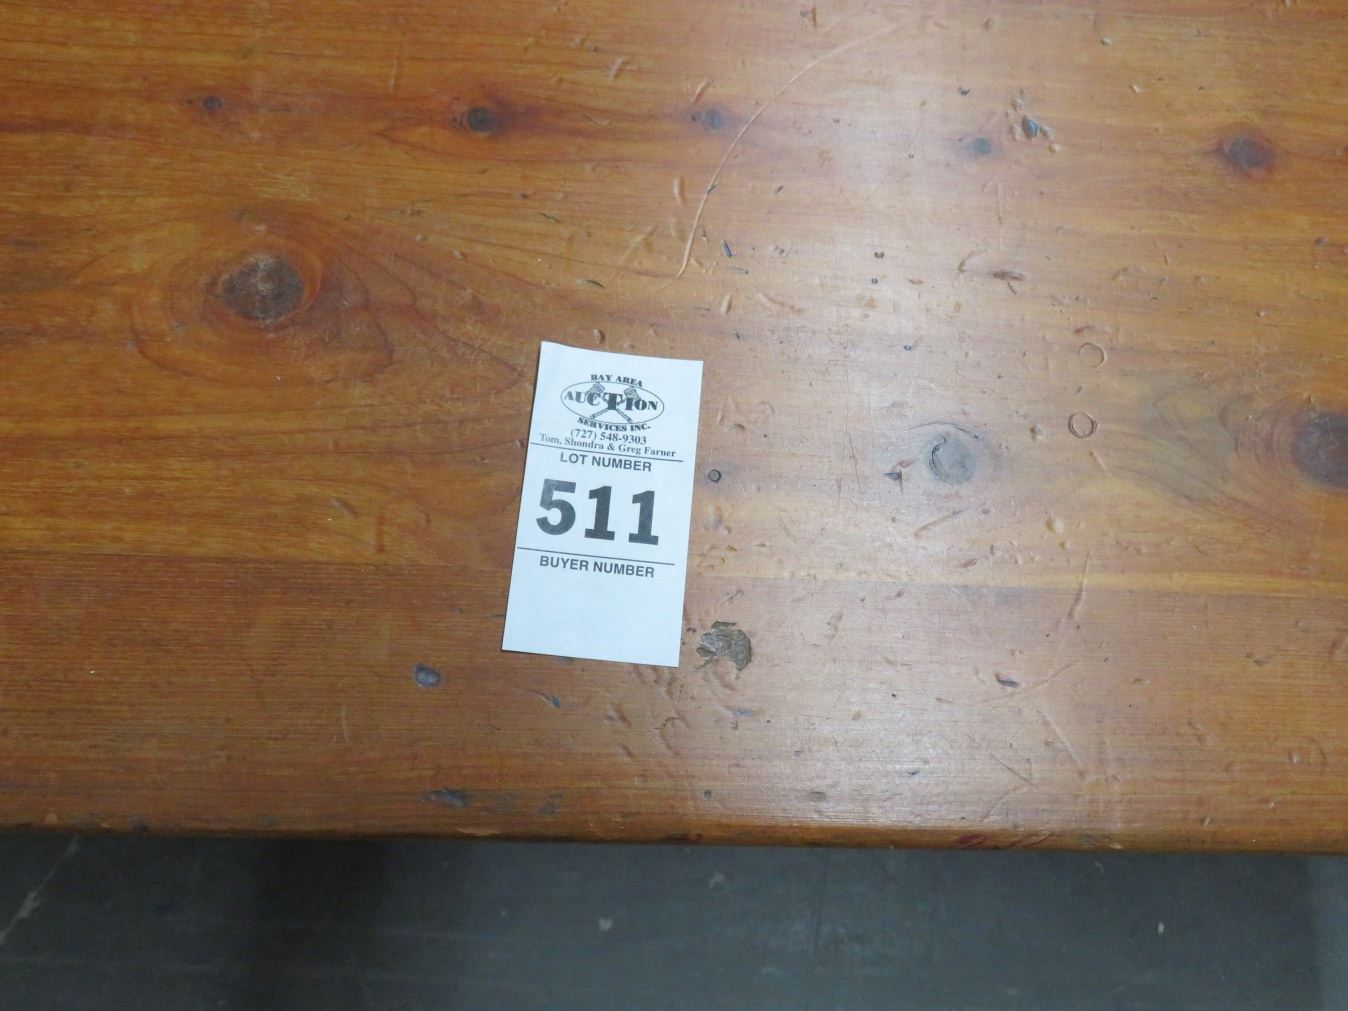 BAY AREA
AUCTION
SERVICES INC.
(727) 548-9303
Tom, Shondra & Greg Farner
LOT NUMBER
511
BUYER NUMBER